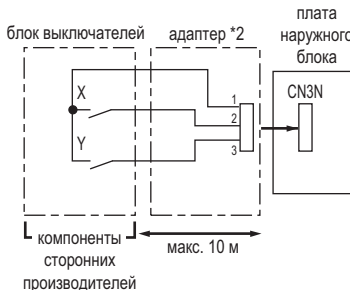 блок выключателей
адаптер *2
плата
наружного
блока
CN3N
X
Y
1
2
3
компоненты
сторонних
производителей
макс. 10 м